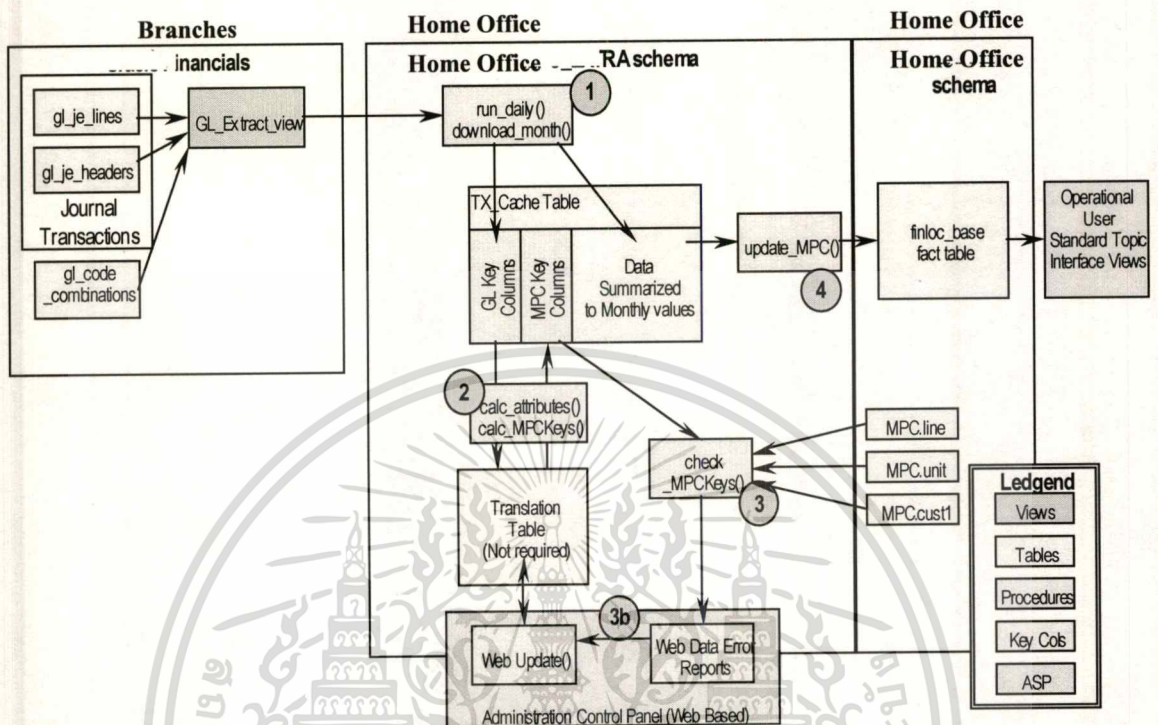 Branches
inancials
gl_je_lines
gl_je_headers
Journal
Transactions
gl_code
_combinations
GL_Extract_view
Home Office
Home Office
RA schema
1
run_daily()
download_month()
TX_Cache Table
GL Key
Columns
MPC Key
Columns
Data
Summarized
to Monthly values
update_MPC()
4
2
calc_attributes()
calc_MPCKeys()
Translation
Table
(Not required)
check
_MPCKeys()
3
3b
Web Update()
Web Data Error
Reports
Administration Control Panel (Web Based)
Home Office
Home Office
schema
finloc_base
fact table
Operational
User
Standard Topic
Interface Views
MPC.line
MPC.unit
MPC.cust1
Ledgend
Views
Tables
Procedures
Key Cols
ASP